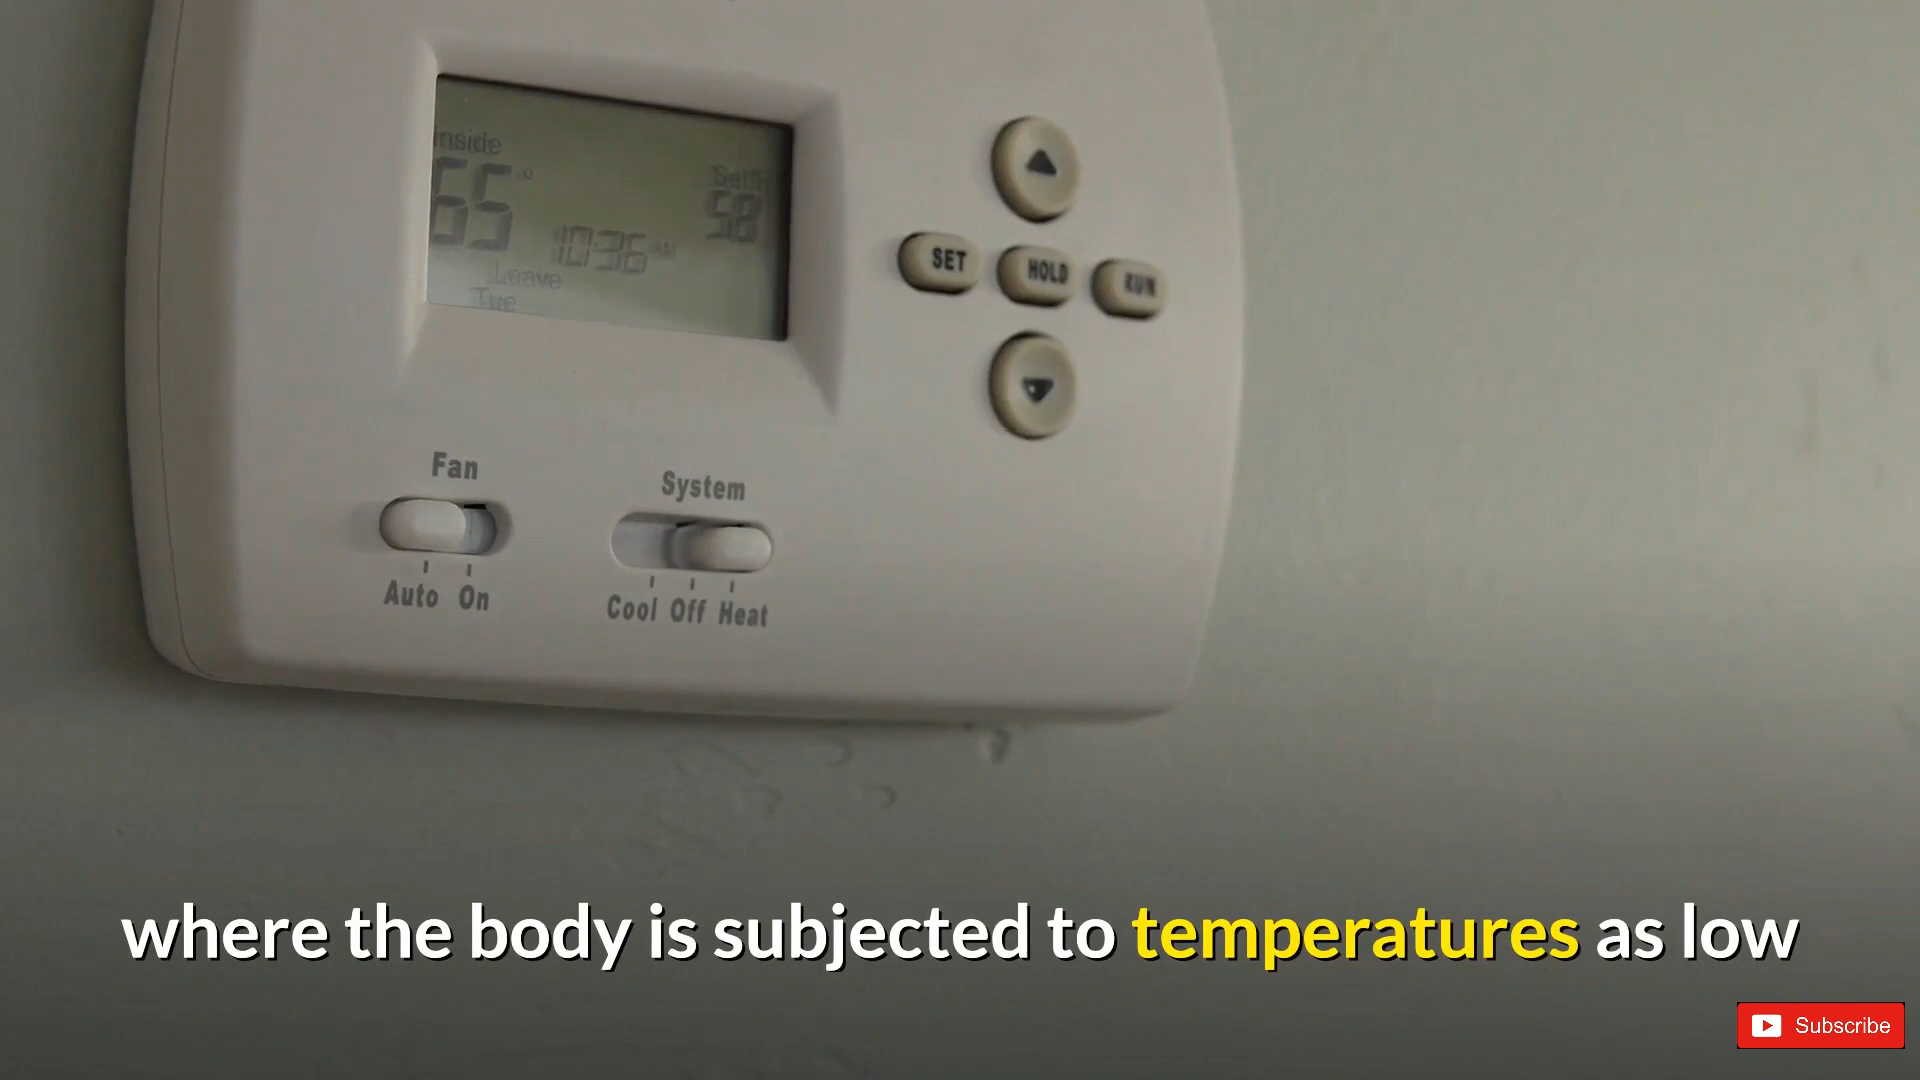 Inside
65°
Set
58
10:36 AM
Leave
Tue
SET
HOLD
RUN
Fan
Auto On
System
Cool Off Heat
where the body is subjected to temperatures as low
Subscribe